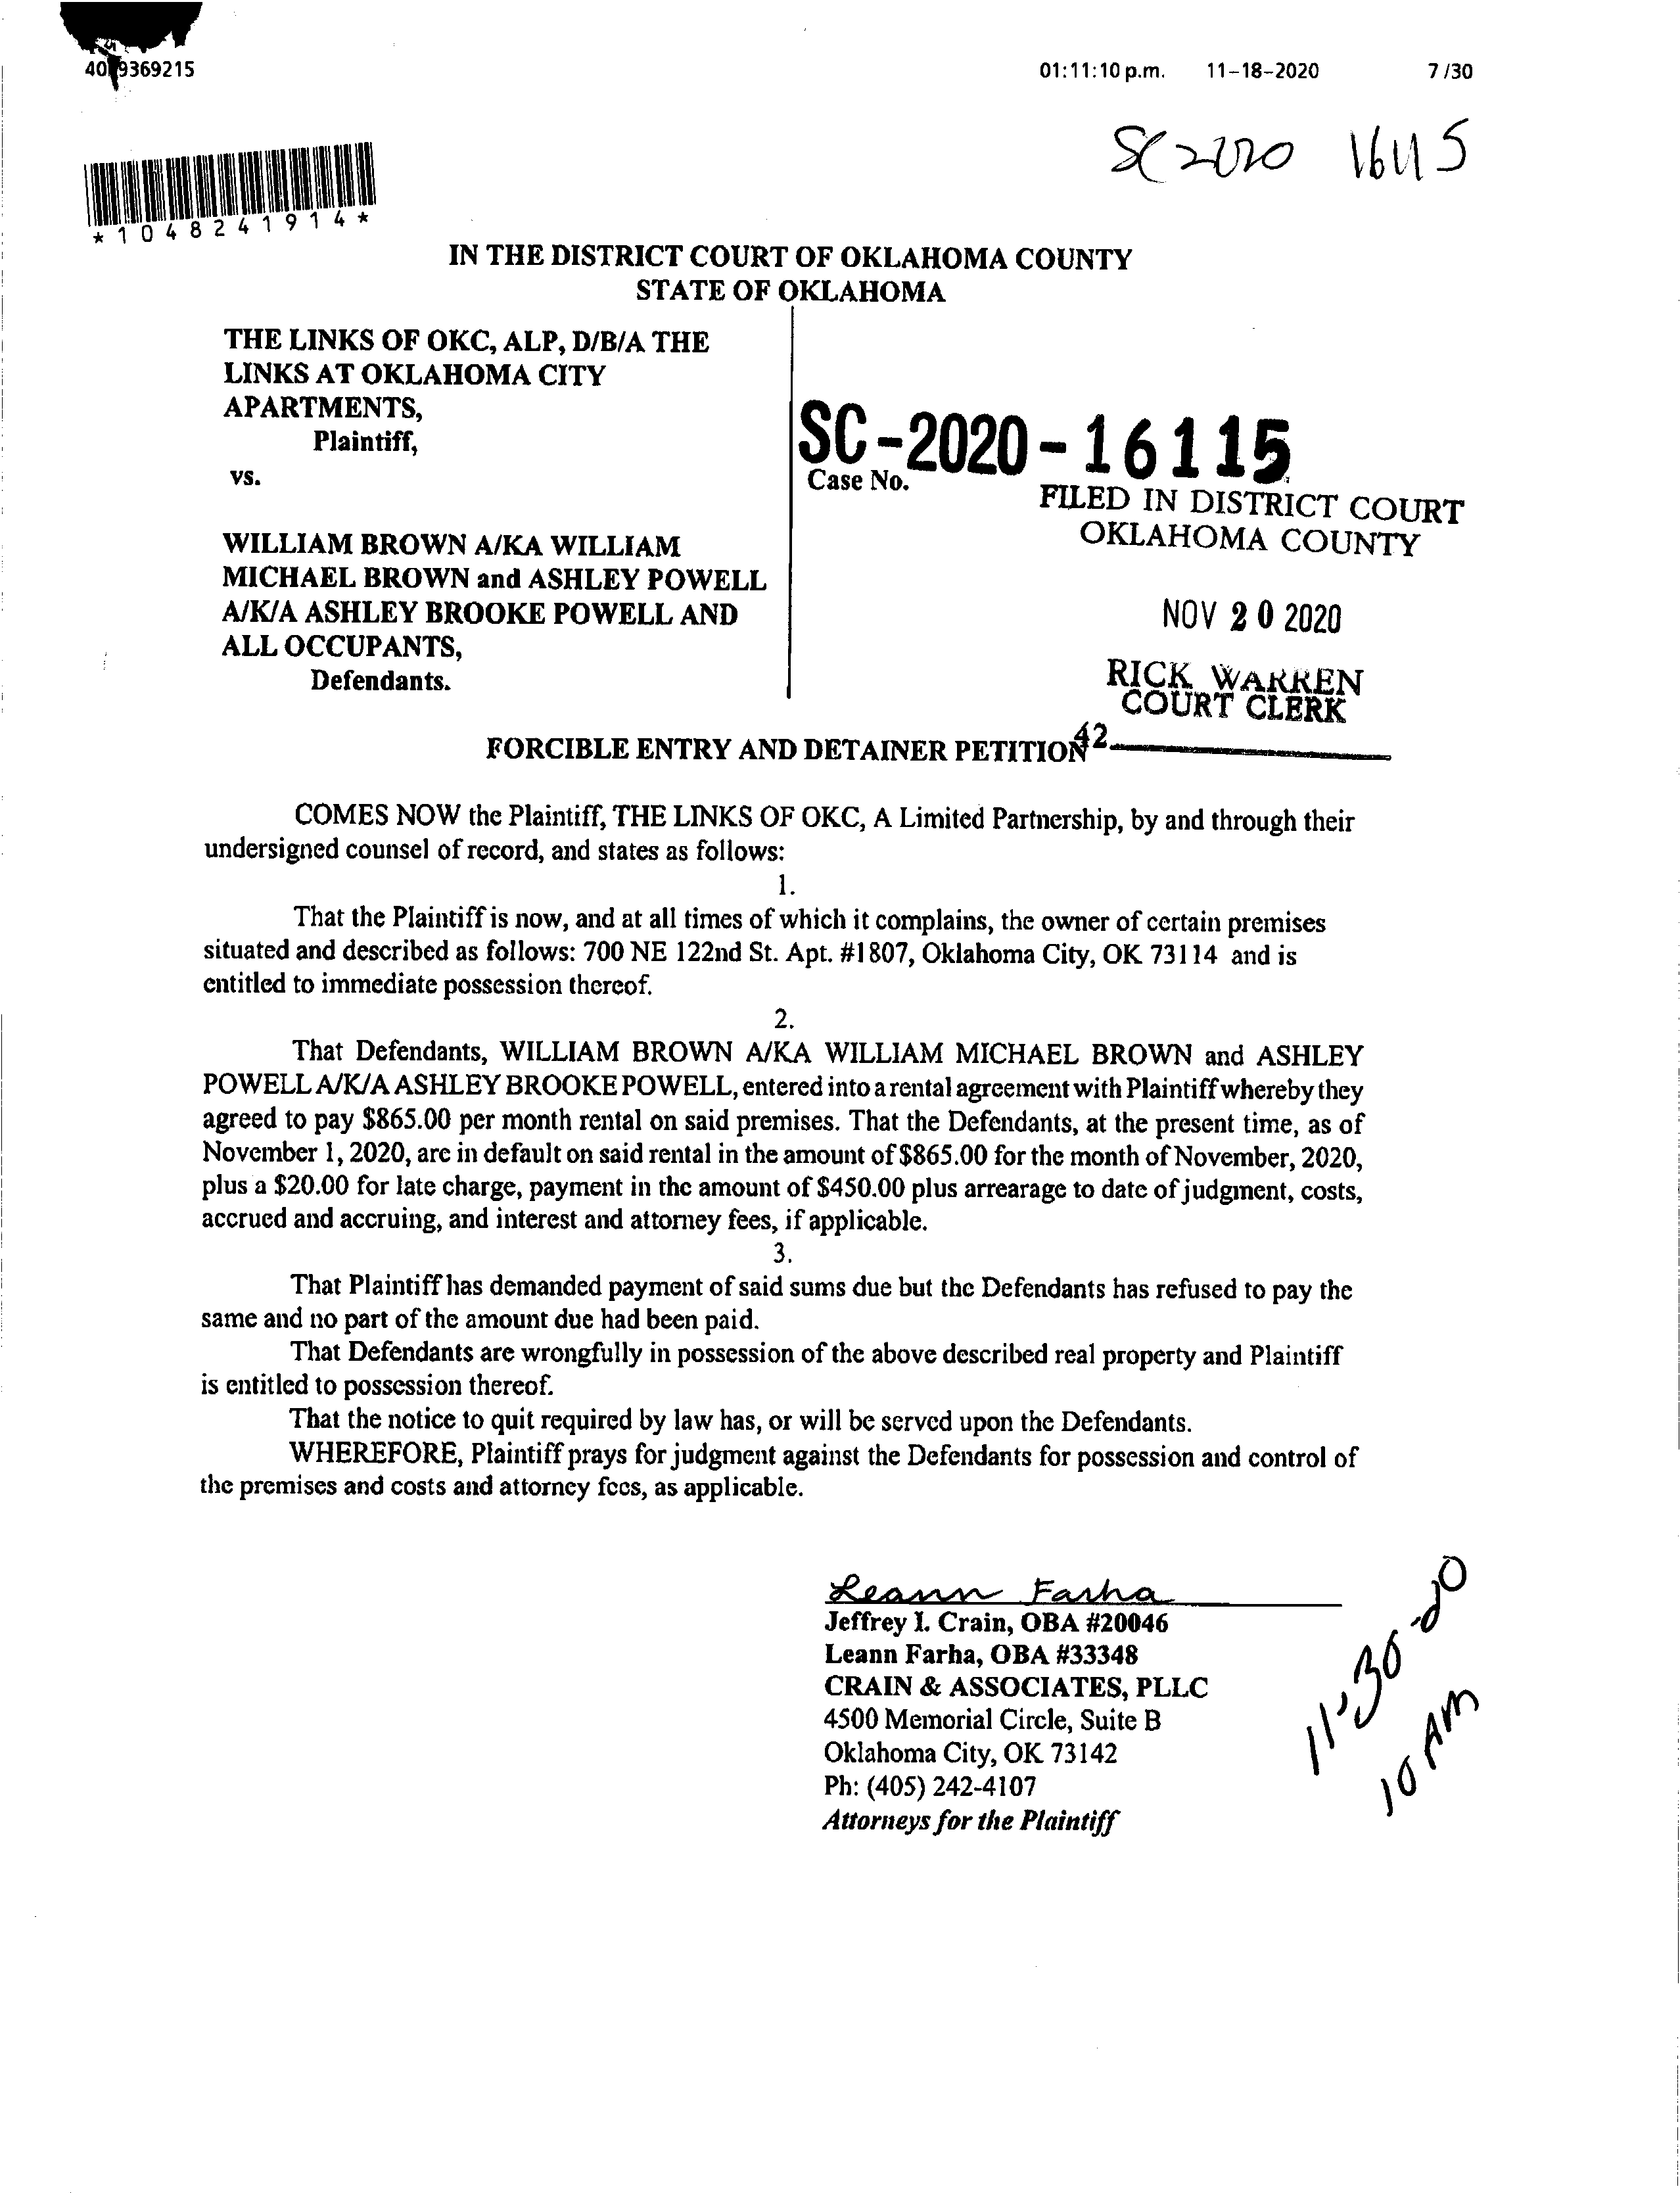 4099369215 01:11:10 p.m. 11-18-2020 7 /30
SC2020 16115
*1048241914*
IN THE DISTRICT COURT OF OKLAHOMA COUNTY
STATE OF OKLAHOMA
THE LINKS OF OKC, ALP, D/B/A THE
LINKS AT OKLAHOMA CITY
APARTMENTS,
Plaintiff,
vs.
WILLIAM BROWN A/KA WILLIAM
MICHAEL BROWN and ASHLEY POWELL
A/K/A ASHLEY BROOKE POWELL AND
ALL OCCUPANTS,
Defendants.
SC-2020-16115
Case No.
FILED IN DISTRICT COURT
OKLAHOMA COUNTY
NOV 20 2020
RICK WARREN
COURT CLERK
42
FORCIBLE ENTRY AND DETAINER PETITION
COMES NOW the Plaintiff, THE LINKS OF OKC, A Limited Partnership, by and through their
undersigned counsel of record, and states as follows:
1.
That the Plaintiff is now, and at all times of which it complains, the owner of certain premises
situated and described as follows: 700 NE 122nd St. Apt. #1807, Oklahoma City, OK 73114 and is
entitled to immediate possession thereof.
2.
That Defendants, WILLIAM BROWN A/KA WILLIAM MICHAEL BROWN and ASHLEY
POWELL A/K/A ASHLEY BROOKE POWELL, entered into a rental agreement with Plaintiff whereby they
agreed to pay $865.00 per month rental on said premises. That the Defendants, at the present time, as of
November 1, 2020, are in default on said rental in the amount of $865.00 for the month of November, 2020,
plus a $20.00 for late charge, payment in the amount of $450.00 plus arrearage to date of judgment, costs,
accrued and accruing, and interest and attorney fees, if applicable.
3.
That Plaintiff has demanded payment of said sums due but the Defendants has refused to pay the
same and no part of the amount due had been paid.
That Defendants are wrongfully in possession of the above described real property and Plaintiff
is entitled to possession thereof.
That the notice to quit required by law has, or will be served upon the Defendants.
WHEREFORE, Plaintiff prays for judgment against the Defendants for possession and control of
the premises and costs and attorney fees, as applicable.
Leann Farha
Jeffrey I. Crain, OBA #20046
Leann Farha, OBA #33348
CRAIN & ASSOCIATES, PLLC
4500 Memorial Circle, Suite B
Oklahoma City, OK 73142
Ph: (405) 242-4107
Attorneys for the Plaintiff
11-30-20
10 AM